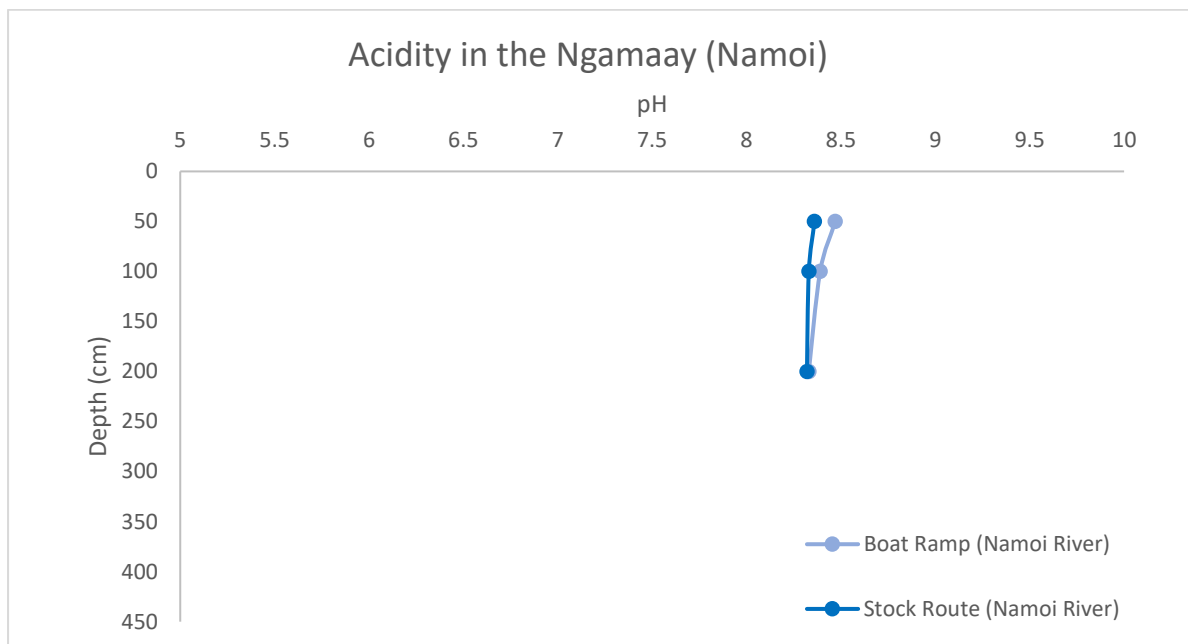 Acidity in the Ngamaay (Namoi)
pH
5 5.5 6 6.5 7 7.5 8 8.5 9 9.5 10
0
50
100
150
200
250
300
350
400
450
Depth (cm)
Boat Ramp (Namoi River)
Stock Route (Namoi River)